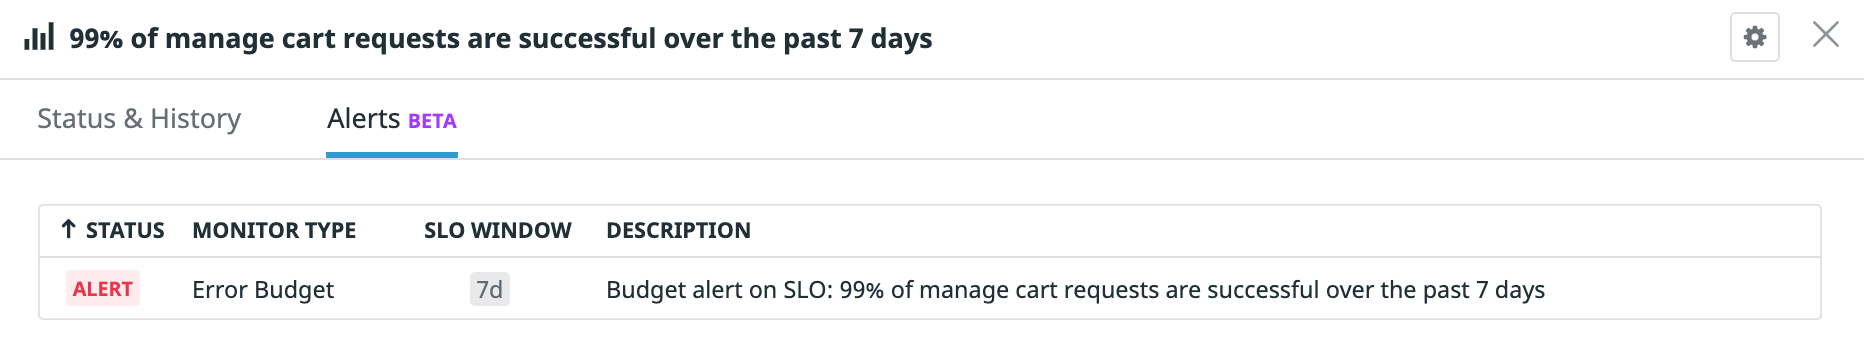 99% of manage cart requests are successful over the past 7 days
Status & History
Alerts BETA
↑ STATUS MONITOR TYPE SLO WINDOW DESCRIPTION
ALERT Error Budget 7d Budget alert on SLO: 99% of manage cart requests are successful over the past 7 days